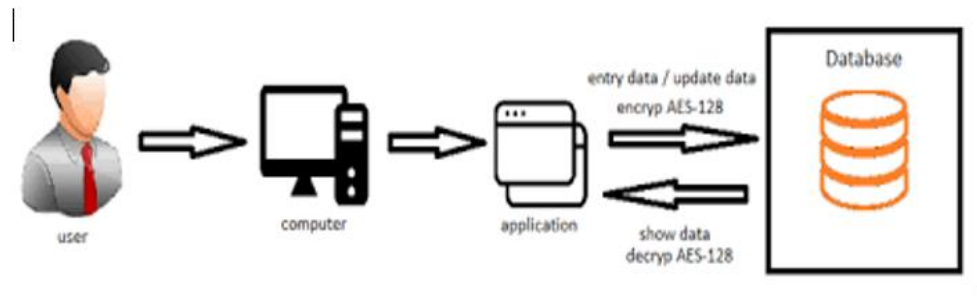 user
computer
application
entry data / update data
encryp AES-128
show data
decryp AES-128
Database